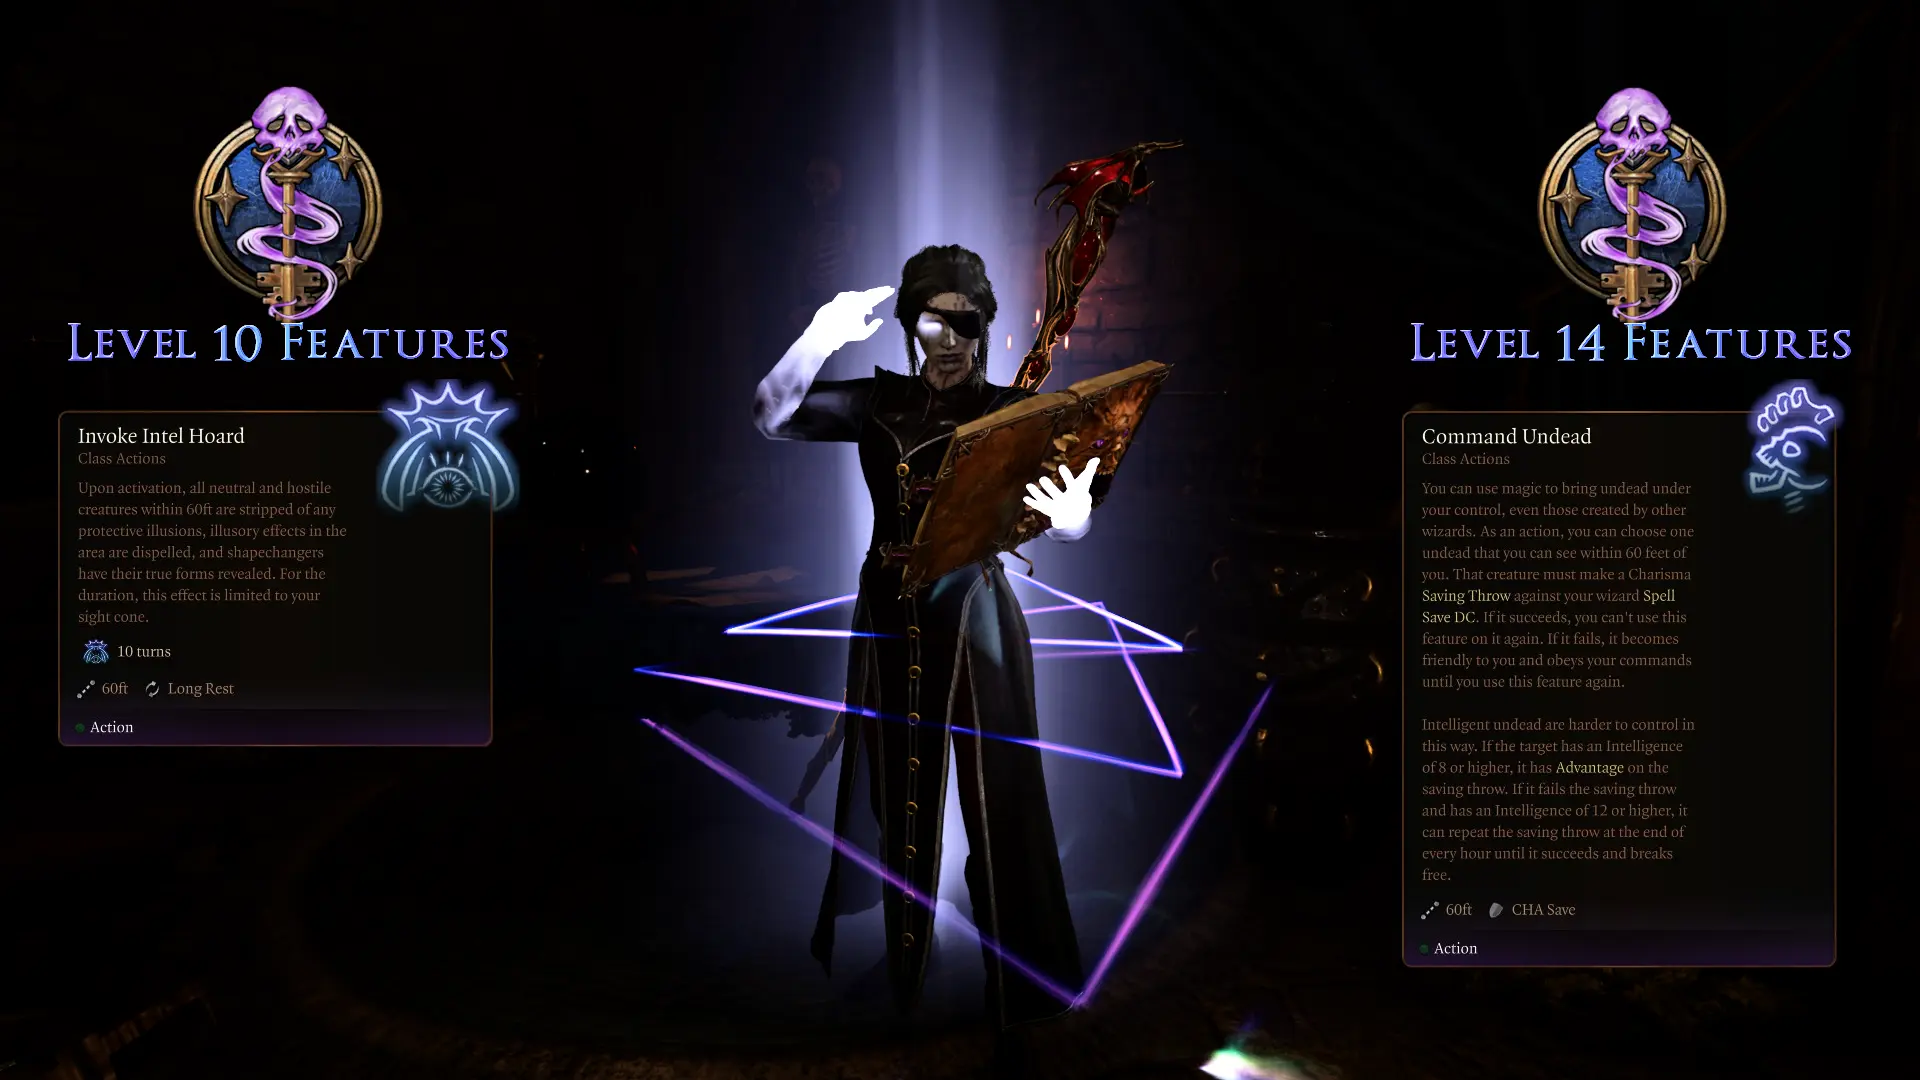 Level 10 Features
Invoke Intel Hoard
Class Actions
Upon activation, all neutral and hostile
creatures within 60ft are stripped of any
protective illusions, illusory effects in the
area are dispelled, and shapechangers
have their true forms revealed. For the
duration, this effect is limited to your
sight cone.
10 turns
60ft Long Rest
Action
Level 14 Features
Command Undead
Class Actions
You can use magic to bring undead under
your control, even those created by other
wizards. As an action, you can choose one
undead that you can see within 60 feet of
you. That creature must make a Charisma
Saving Throw against your wizard Spell
Save DC. If it succeeds, you can't use this
feature on it again. If it fails, it becomes
friendly to you and obeys your commands
until you use this feature again.
Intelligent undead are harder to control in
this way. If the target has an Intelligence
of 8 or higher, it has Advantage on the
saving throw. If it fails the saving throw
and has an Intelligence of 12 or higher, it
can repeat the saving throw at the end of
every hour until it succeeds and breaks
free.
60ft CHA Save
Action